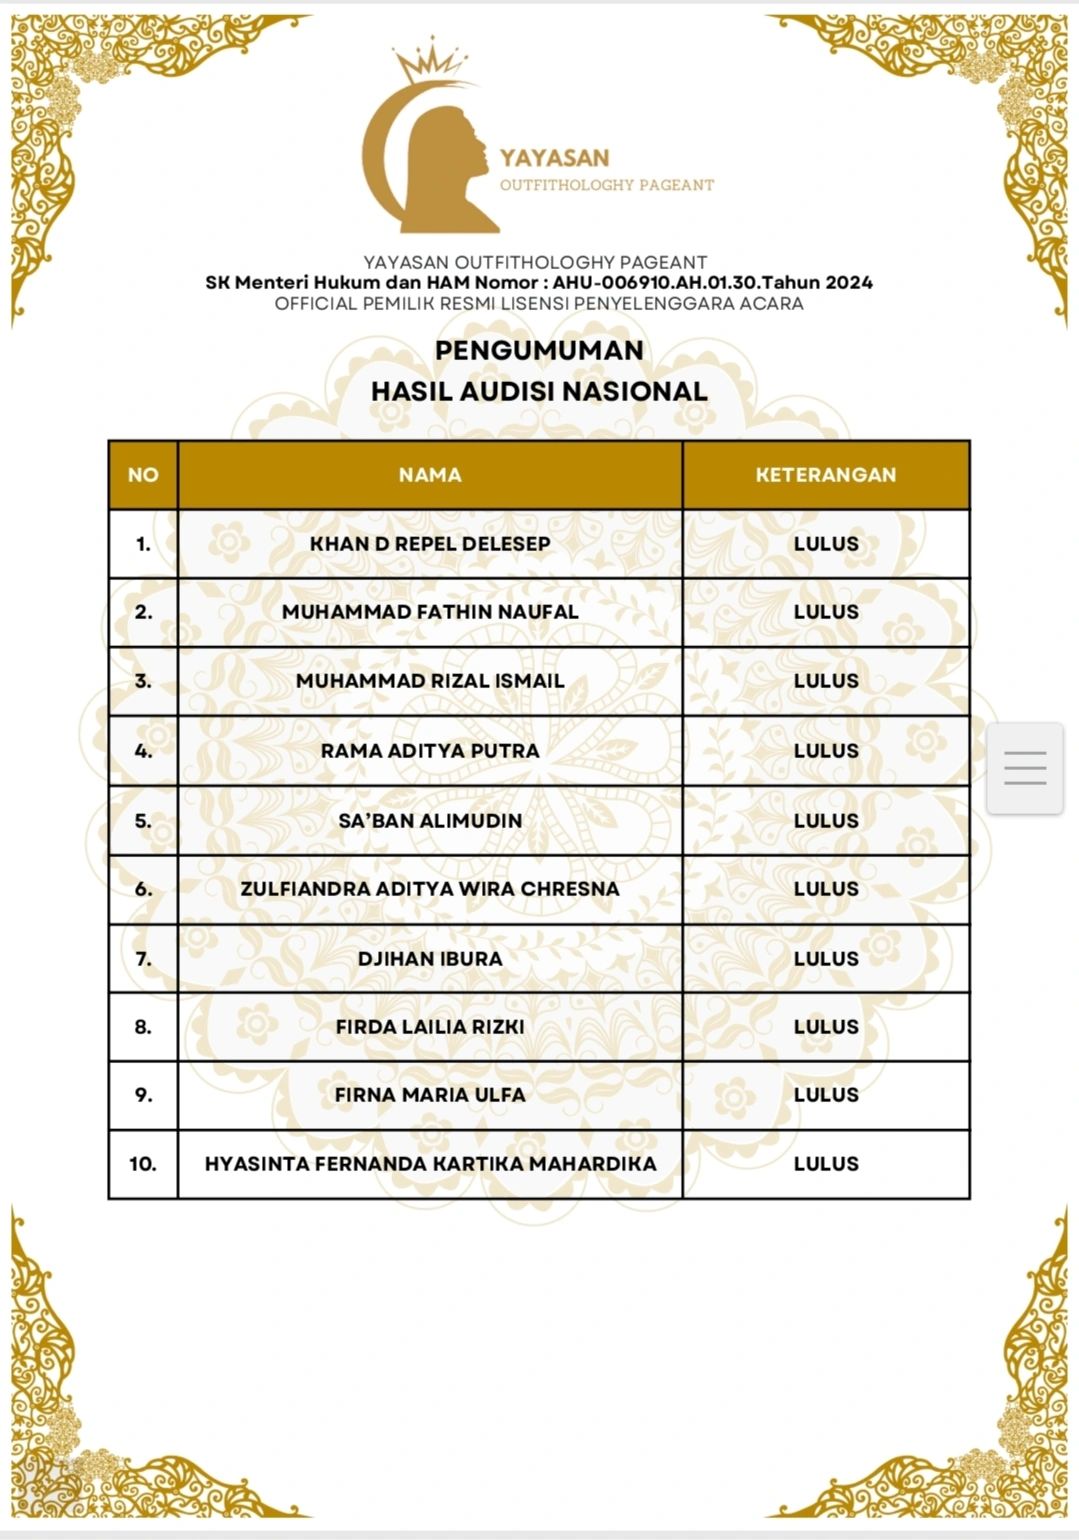 YAYASAN
OUTFITHOLOGHY PAGEANT
YAYASAN OUTFITHOLOGHY PAGEANT
SK Menteri Hukum dan HAM Nomor : AHU-006910.AH.01.30.Tahun 2024
OFFICIAL PEMILIK RESMI LISENSI PENYELENGGARA ACARA
PENGUMUMAN
HASIL AUDISI NASIONAL
NO NAMA KETERANGAN
1. KHAN D REPEL DELESEP LULUS
2. MUHAMMAD FATHIN NAUFAL LULUS
3. MUHAMMAD RIZAL ISMAIL LULUS
4. RAMA ADITYA PUTRA LULUS
5. SA’BAN ALIMUDIN LULUS
6. ZULFIANDRA ADITYA WIRA CHRESNA LULUS
7. DJIHAN IBURA LULUS
8. FIRDA LAILIA RIZKI LULUS
9. FIRNA MARIA ULFA LULUS
10. HYASINTA FERNANDA KARTIKA MAHARDIKA LULUS